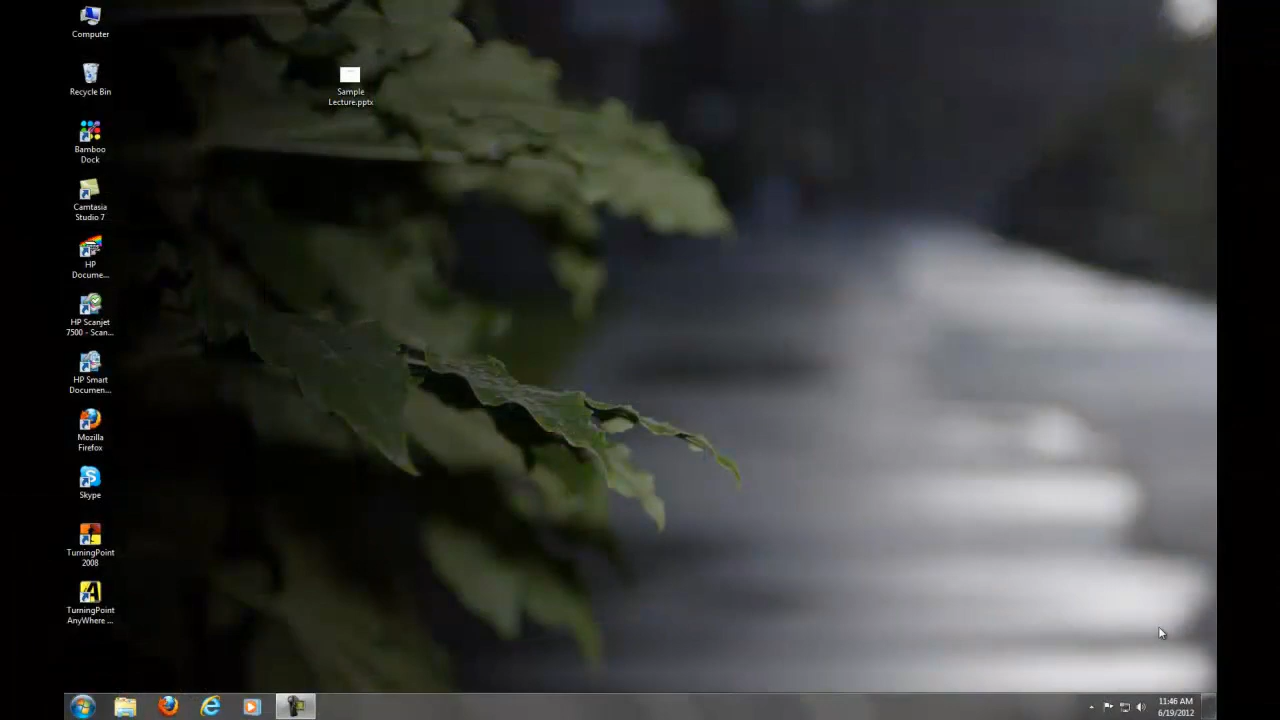 Computer
Recycle Bin
Bamboo
Dock
Camtasia
Studio 7
HP
Docume...
HP Scanjet
7500 - Scan...
HP Smart
Documen...
Mozilla
Firefox
Skype
TurningPoint
2008
TurningPoint
AnyWhere ...
Sample
Lecture.pptx
11:46 AM
6/19/2012